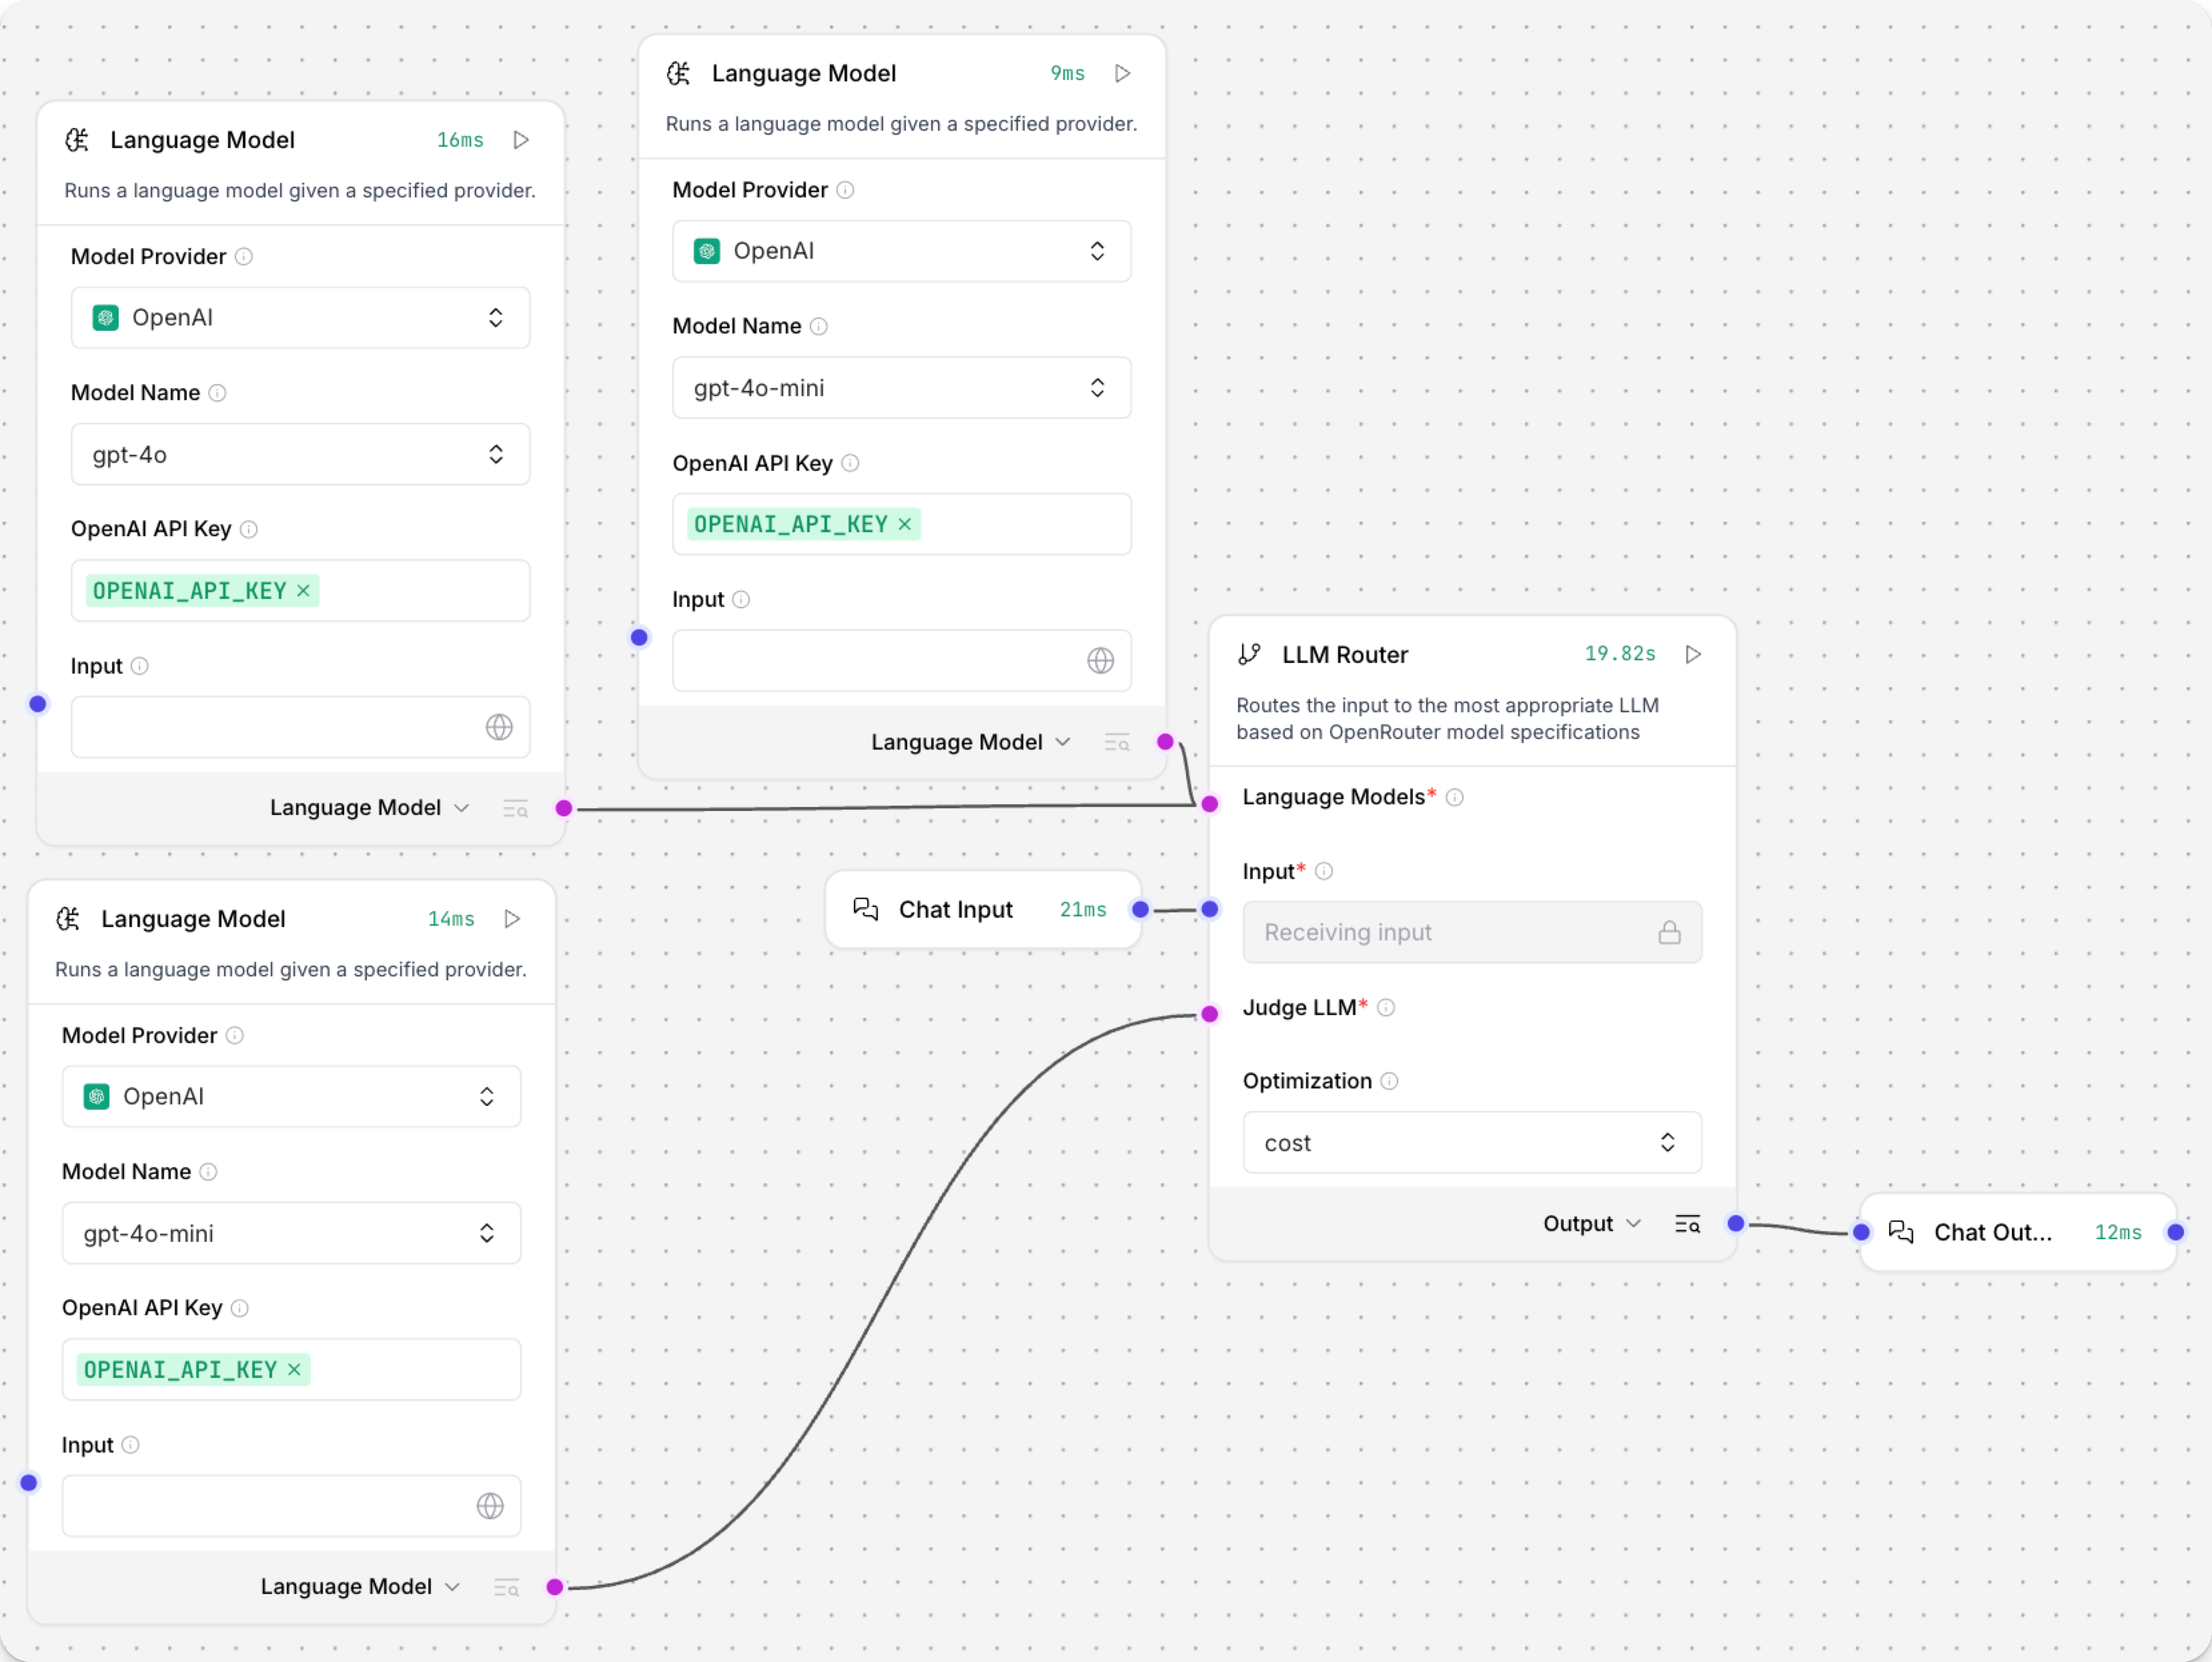 Language Model 16ms
Runs a language model given a specified provider.
Model Provider
OpenAI
Model Name
gpt-4o
OpenAI API Key
OPENAI_API_KEY ×
Input
Language Model
Language Model 9ms
Runs a language model given a specified provider.
Model Provider
OpenAI
Model Name
gpt-4o-mini
OpenAI API Key
OPENAI_API_KEY ×
Input
Language Model
Language Model 14ms
Runs a language model given a specified provider.
Model Provider
OpenAI
Model Name
gpt-4o-mini
OpenAI API Key
OPENAI_API_KEY ×
Input
Language Model
Chat Input 21ms
LLM Router 19.82s
Routes the input to the most appropriate LLM
based on OpenRouter model specifications
Language Models*
Input*
Receiving input
Judge LLM*
Optimization
cost
Output
Chat Out... 12ms